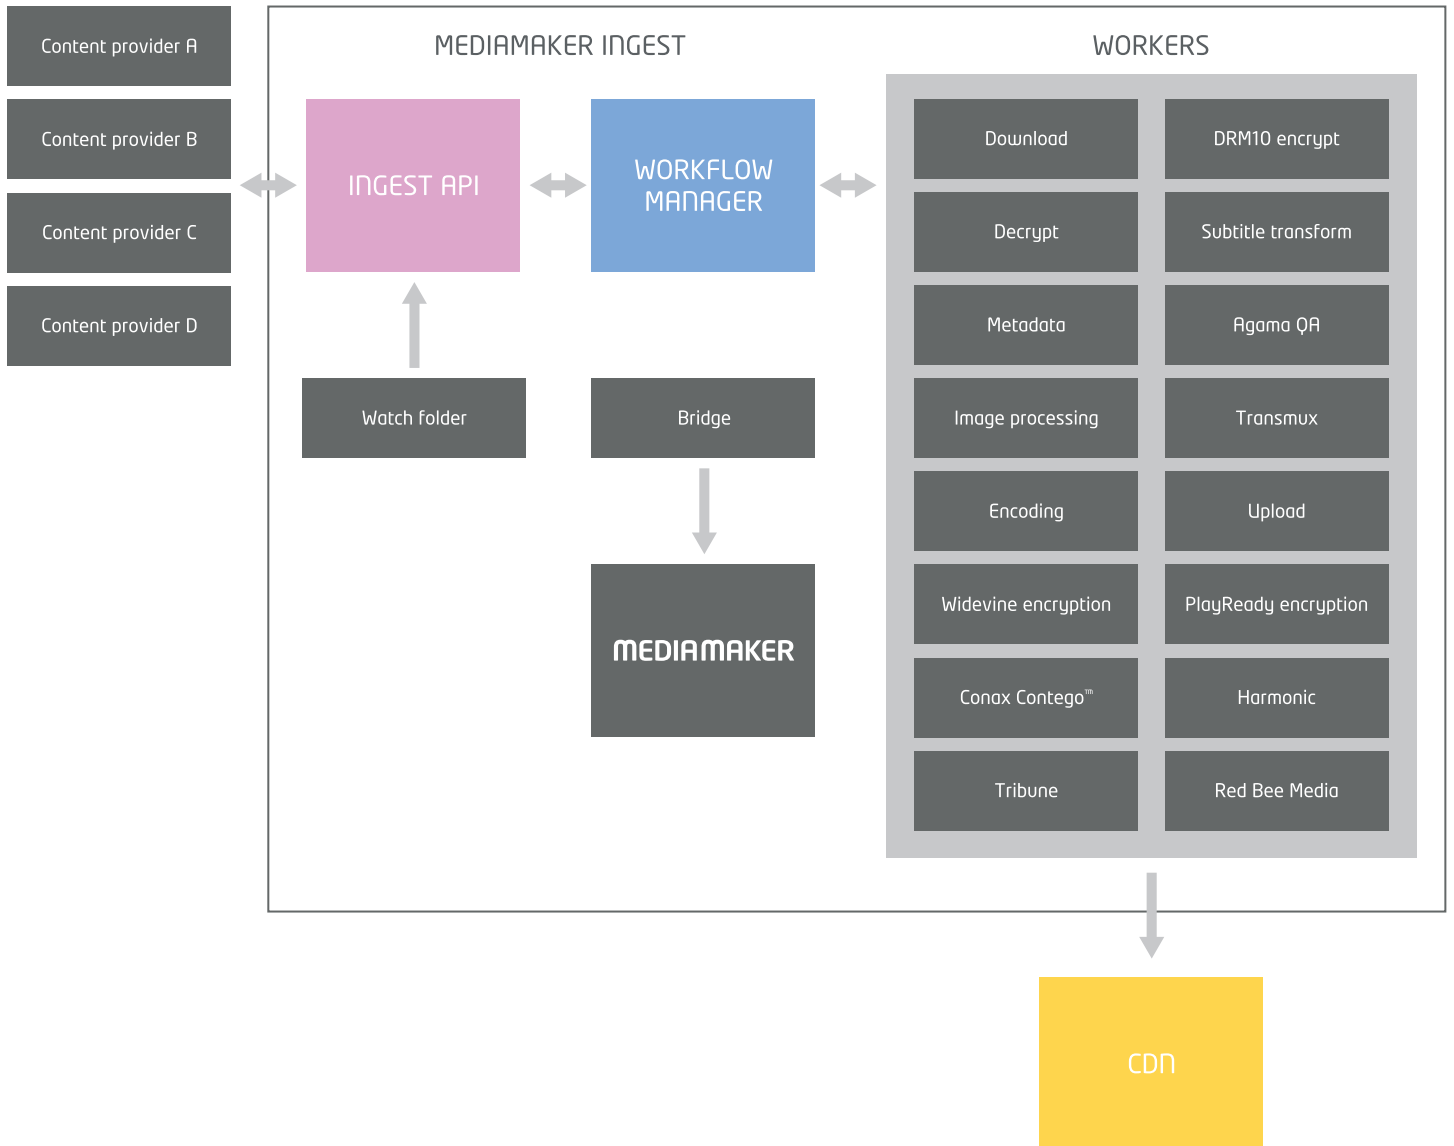 Content provider A
Content provider B
Content provider C
Content provider D
MEDIAMAKER INGEST
INGEST API
WORKFLOW
MANAGER
Watch folder
Bridge
MEDIAMAKER
WORKERS
Download
DRM10 encrypt
Decrypt
Subtitle transform
Metadata
Agama QA
Image processing
Transmux
Encoding
Upload
Widevine encryption
PlayReady encryption
Conax Contego™
Harmonic
Tribune
Red Bee Media
CDN